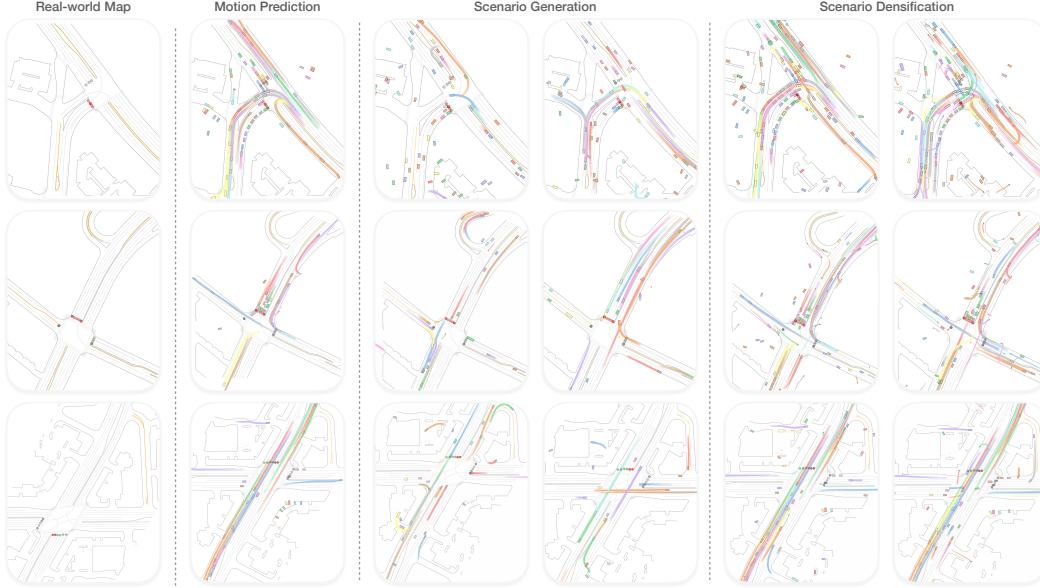 Real-world Map
Motion Prediction
Scenario Generation
Scenario Densification